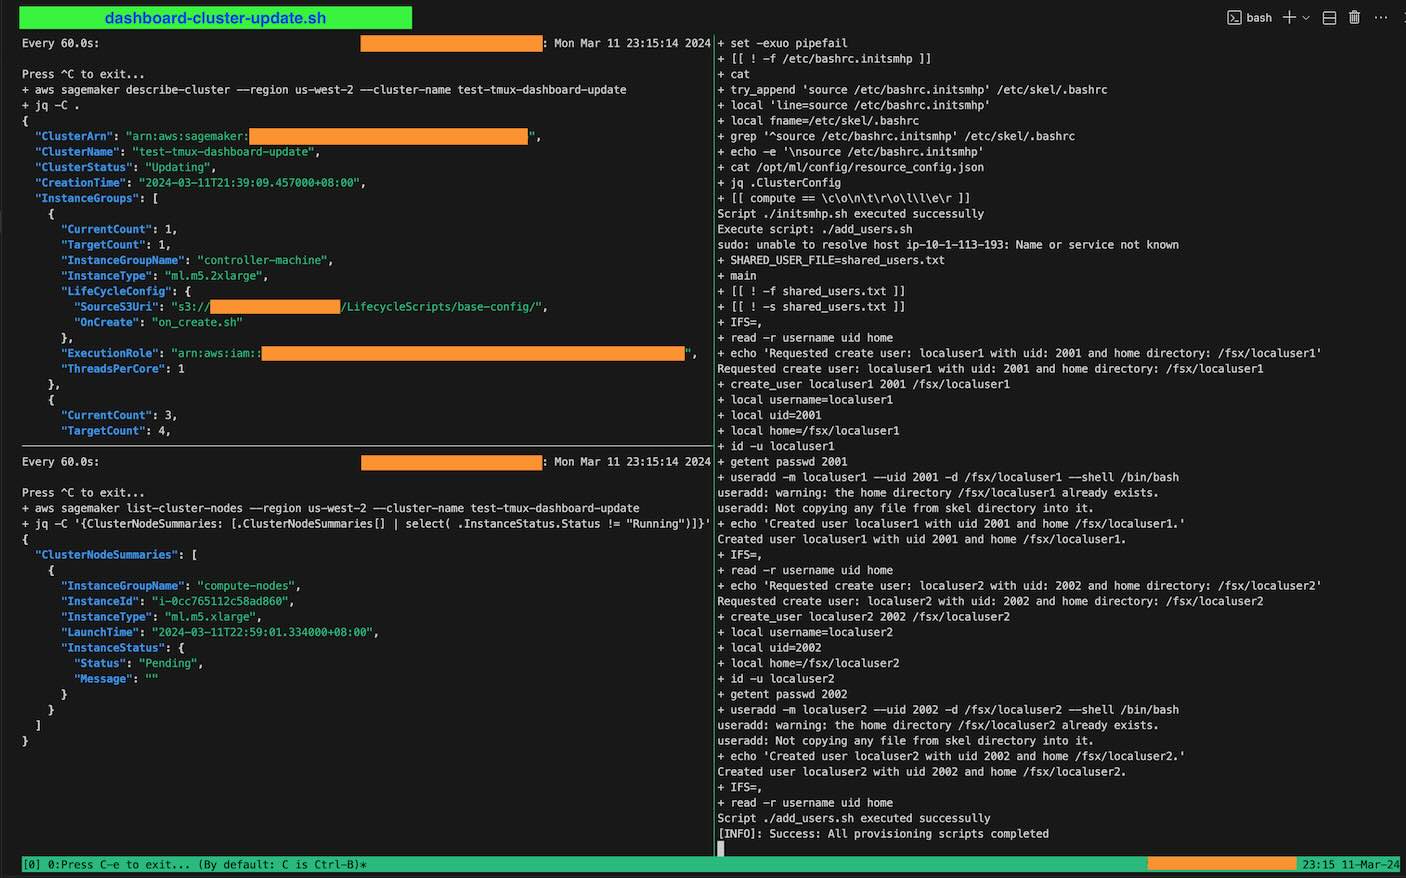 dashboard-cluster-update.sh
bash
Every 60.0s: : Mon Mar 11 23:15:14 2024
Press ^C to exit...
+ aws sagemaker describe-cluster --region us-west-2 --cluster-name test-tmux-dashboard-update
+ jq -C .
{
"ClusterArn": "arn:aws:sagemaker: ",
"ClusterName": "test-tmux-dashboard-update",
"ClusterStatus": "Updating",
"CreationTime": "2024-03-11T21:39:09.457000+08:00",
"InstanceGroups": [
{
"CurrentCount": 1,
"TargetCount": 1,
"InstanceGroupName": "controller-machine",
"InstanceType": "ml.m5.2xlarge",
"LifeCycleConfig": {
"SourceS3Uri": "s3:// /LifecycleScripts/base-config/",
"OnCreate": "on_create.sh"
},
"ExecutionRole": "arn:aws:iam:: ",
"ThreadsPerCore": 1
},
{
"CurrentCount": 3,
"TargetCount": 4,
Every 60.0s: : Mon Mar 11 23:15:14 2024
Press ^C to exit...
+ aws sagemaker list-cluster-nodes --region us-west-2 --cluster-name test-tmux-dashboard-update
+ jq -C '{ClusterNodeSummaries: [.ClusterNodeSummaries[] | select( .InstanceStatus.Status != "Running")]}'
{
"ClusterNodeSummaries": [
{
"InstanceGroupName": "compute-nodes",
"InstanceId": "i-0cc765112c58ad860",
"InstanceType": "ml.m5.xlarge",
"LaunchTime": "2024-03-11T22:59:01.334000+08:00",
"InstanceStatus": {
"Status": "Pending",
"Message": ""
}
}
]
}
+ set -exuo pipefail
+ [[ ! -f /etc/bashrc.initsmhp ]]
+ cat
+ try_append 'source /etc/bashrc.initsmhp' /etc/skel/.bashrc
+ local 'line=source /etc/bashrc.initsmhp'
+ local fname=/etc/skel/.bashrc
+ grep '^source /etc/bashrc.initsmhp' /etc/skel/.bashrc
+ echo -e '\nsource /etc/bashrc.initsmhp'
+ cat /opt/ml/config/resource_config.json
+ jq .ClusterConfig
+ [[ compute == \c\o\n\t\r\o\l\l\e\r ]]
Script ./initsmhp.sh executed successully
Execute script: ./add_users.sh
sudo: unable to resolve host ip-10-1-113-193: Name or service not known
+ SHARED_USER_FILE=shared_users.txt
+ main
+ [[ ! -f shared_users.txt ]]
+ [[ ! -s shared_users.txt ]]
+ IFS=,
+ read -r username uid home
+ echo 'Requested create user: localuser1 with uid: 2001 and home directory: /fsx/localuser1'
Requested create user: localuser1 with uid: 2001 and home directory: /fsx/localuser1
+ create_user localuser1 2001 /fsx/localuser1
+ local username=localuser1
+ local uid=2001
+ local home=/fsx/localuser1
+ id -u localuser1
+ getent passwd 2001
+ useradd -m localuser1 --uid 2001 -d /fsx/localuser1 --shell /bin/bash
useradd: warning: the home directory /fsx/localuser1 already exists.
useradd: Not copying any file from skel directory into it.
+ echo 'Created user localuser1 with uid 2001 and home /fsx/localuser1.'
Created user localuser1 with uid 2001 and home /fsx/localuser1.
+ IFS=,
+ read -r username uid home
+ echo 'Requested create user: localuser2 with uid: 2002 and home directory: /fsx/localuser2'
Requested create user: localuser2 with uid: 2002 and home directory: /fsx/localuser2
+ create_user localuser2 2002 /fsx/localuser2
+ local username=localuser2
+ local uid=2002
+ local home=/fsx/localuser2
+ id -u localuser2
+ getent passwd 2002
+ useradd -m localuser2 --uid 2002 -d /fsx/localuser2 --shell /bin/bash
useradd: warning: the home directory /fsx/localuser2 already exists.
useradd: Not copying any file from skel directory into it.
+ echo 'Created user localuser2 with uid 2002 and home /fsx/localuser2.'
Created user localuser2 with uid 2002 and home /fsx/localuser2.
+ IFS=,
+ read -r username uid home
Script ./add_users.sh executed successully
[INFO]: Success: All provisioning scripts completed
[0] 0:Press C-e to exit... (By default: C is Ctrl-B)* 23:15 11-Mar-24